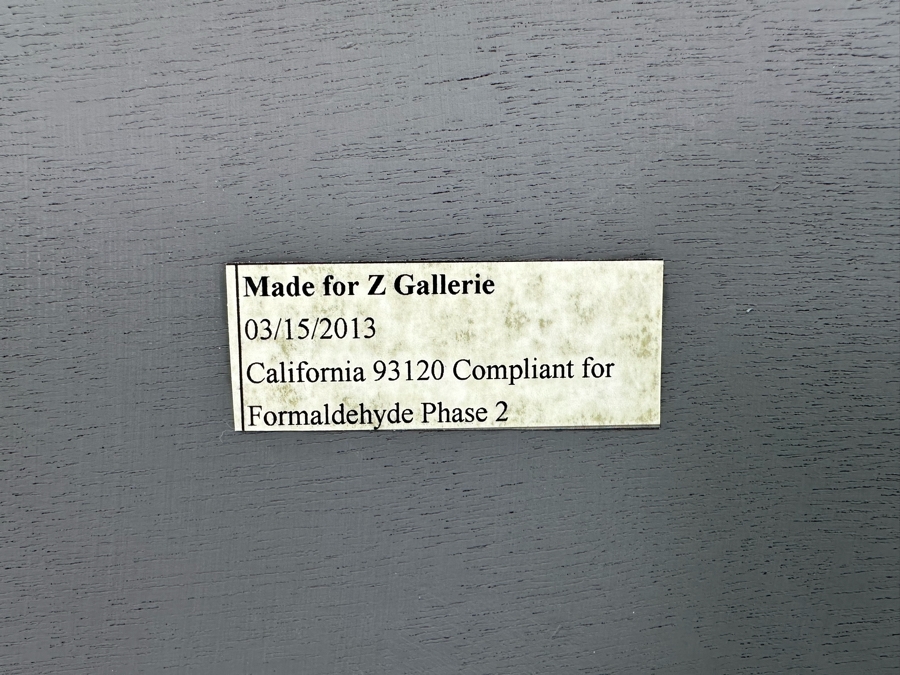 Made for Z Gallerie
03/15/2013
California 93120 Compliant for
Formaldehyde Phase 2